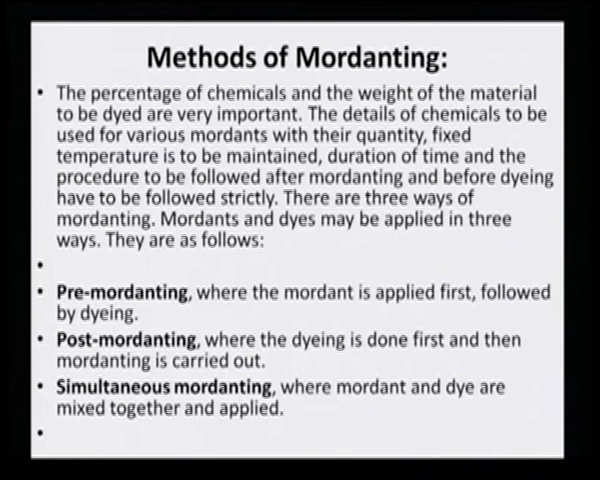 Methods of Mordanting:
• The percentage of chemicals and the weight of the material
to be dyed are very important. The details of chemicals to be
used for various mordants with their quantity, fixed
temperature is to be maintained, duration of time and the
procedure to be followed after mordanting and before dyeing
have to be followed strictly. There are three ways of
mordanting. Mordants and dyes may be applied in three
ways. They are as follows:
•
• Pre-mordanting, where the mordant is applied first, followed
by dyeing.
• Post-mordanting, where the dyeing is done first and then
mordanting is carried out.
• Simultaneous mordanting, where mordant and dye are
mixed together and applied.
•